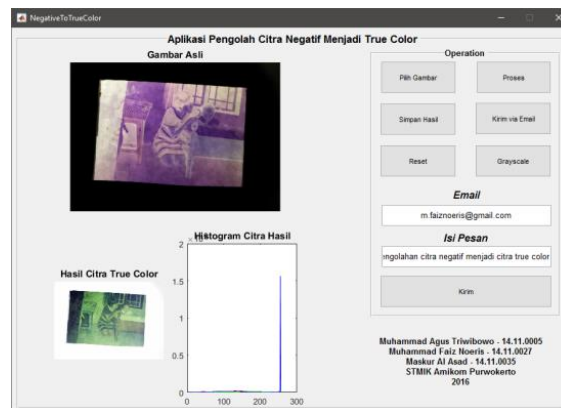 NegativeToTrueColor
Aplikasi Pengolah Citra Negatif Menjadi True Color
Gambar Asli
Operation
Pilih Gambar
Proses
Simpan Hasil
Kirim via Email
Reset
Grayscale
Email
m.faiznoeris@gmail.com
Isi Pesan
engolahan citra negatif menjadi citra true color
Kirim
Histogram Citra Hasil
2
1.5
1
0.5
0
0
100
200
300
Hasil Citra True Color
Muhammad Agus Triwibowo - 14.11.0005
Muhammad Faiz Noeris - 14.11.0027
Maskur Al Asad - 14.11.0035
STMIK Amikom Purwokerto
2016